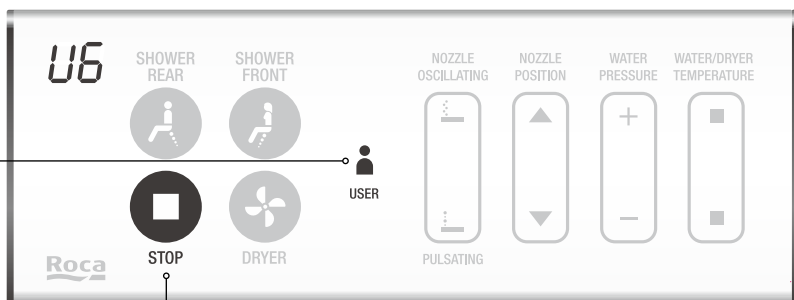 U6
SHOWER
REAR
SHOWER
FRONT
NOZZLE
OSCILLATING
NOZZLE
POSITION
WATER
PRESSURE
WATER/DRYER
TEMPERATURE
USER
STOP
DRYER
PULSATING
Roca